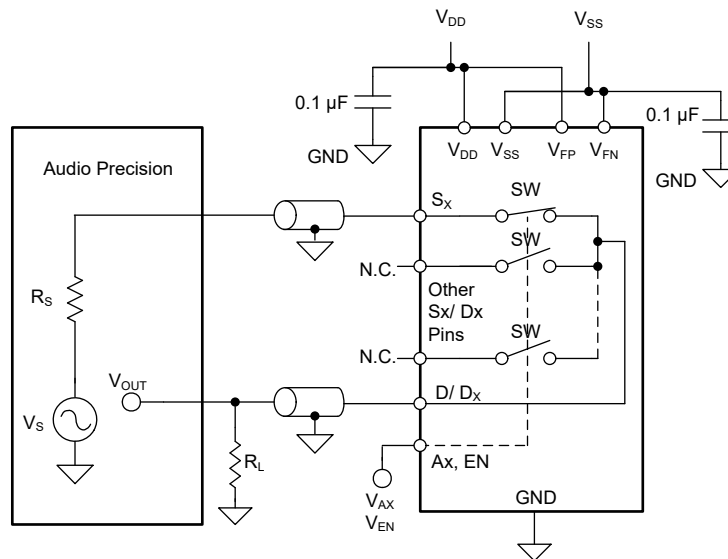 V_DD
V_SS
0.1 µF
0.1 µF
GND
GND
V_DD
V_SS
V_FP
V_FN
Audio Precision
S_X
SW
SW
N.C.
Other
Sx/ Dx
Pins
R_S
SW
N.C.
V_OUT
D/ D_X
V_S
R_L
Ax, EN
V_AX
V_EN
GND